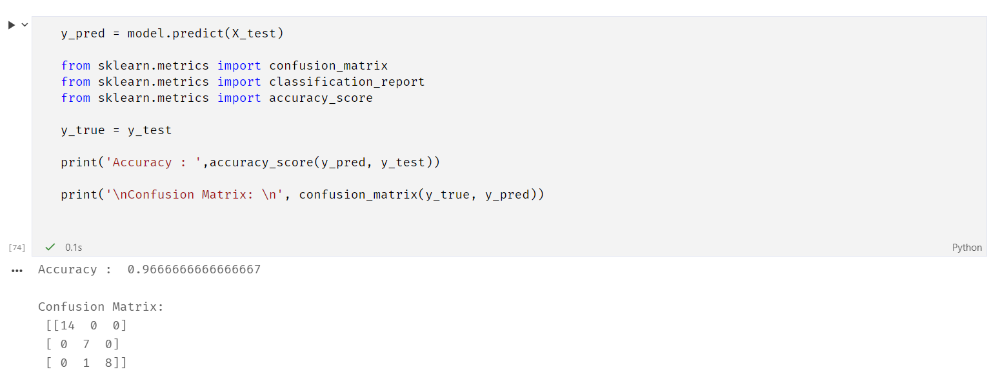 y_pred = model.predict(X_test)
from sklearn.metrics import confusion_matrix
from sklearn.metrics import classification_report
from sklearn.metrics import accuracy_score
y_true = y_test
print('Accuracy : ',accuracy_score(y_pred, y_test))
print('\nConfusion Matrix: \n', confusion_matrix(y_true, y_pred))
[74] 0.1s Python
Accuracy :  0.9666666666666667
Confusion Matrix:
[[14  0  0]
[ 0  7  0]
[ 0  1  8]]